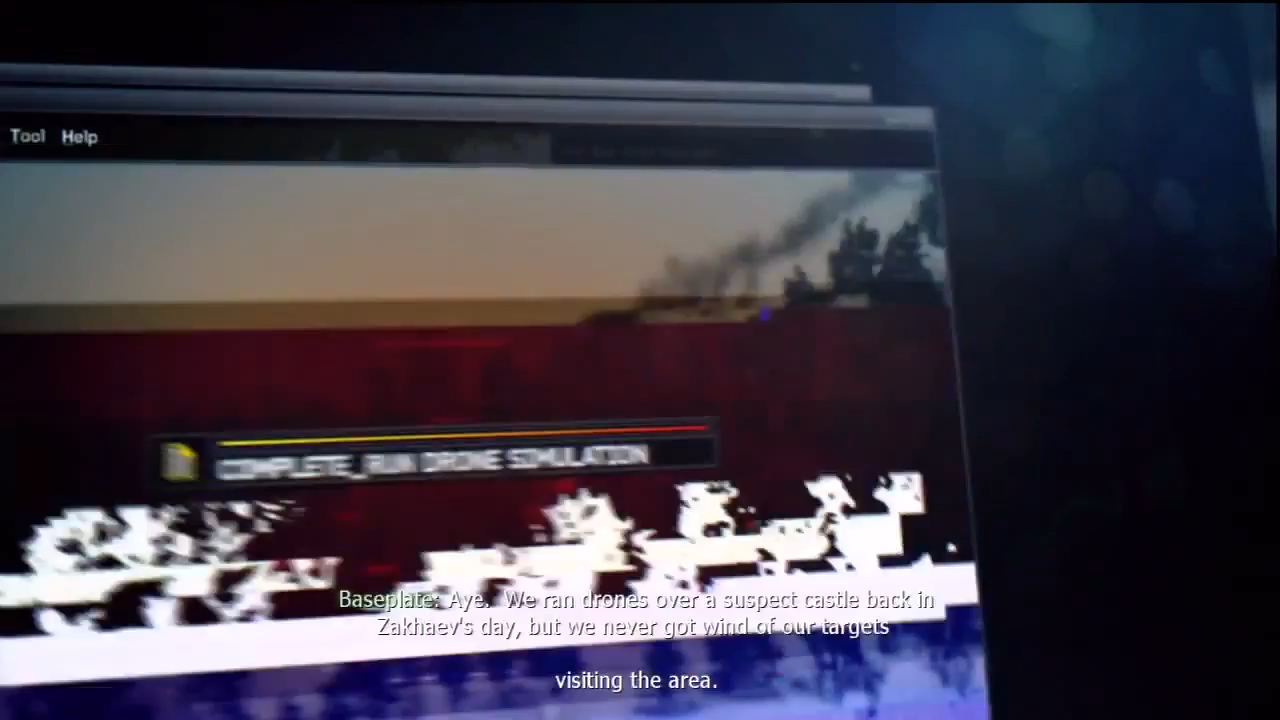 Tool Help
COMPLETE_RUN DRONE SIMULATION
Baseplate: Aye. We ran drones over a suspect castle back in
Zakhaev's day, but we never got wind of our targets
visiting the area.